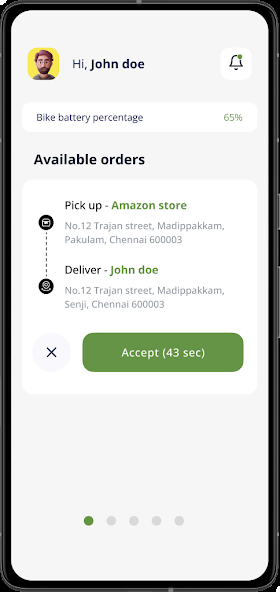 Hi, John doe
Bike battery percentage 65%
Available orders
Pick up - Amazon store
No.12 Trajan street, Madippakkam,
Pakulam, Chennai 600003
Deliver - John doe
No.12 Trajan street, Madippakkam,
Senji, Chennai 600003
Accept (43 sec)